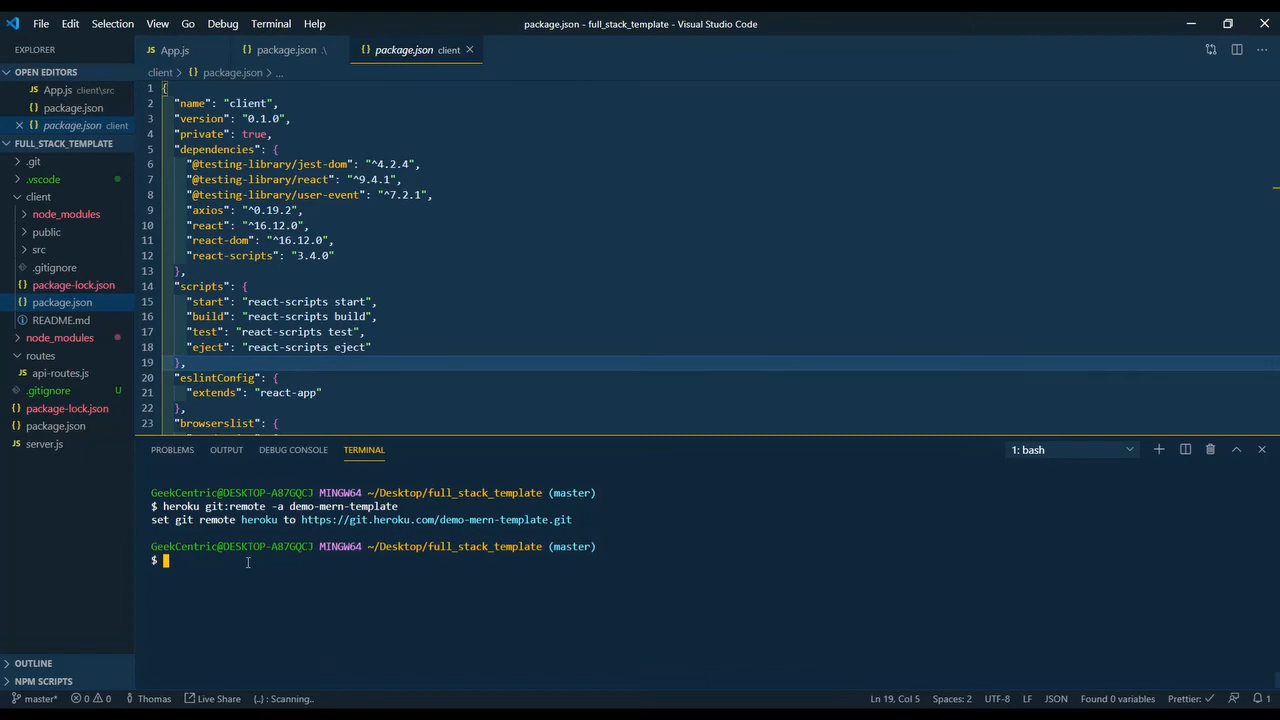 File Edit Selection View Go Debug Terminal Help
package.json - full_stack_template - Visual Studio Code
EXPLORER
OPEN EDITORS
App.js client\src
package.json
package.json client
FULL_STACK_TEMPLATE
.git
.vscode
client
node_modules
public
src
.gitignore
package-lock.json
package.json
README.md
node_modules
routes
api-routes.js
.gitignore U
package-lock.json
package.json
server.js
OUTLINE
NPM SCRIPTS
App.js
package.json .\
package.json client
client > package.json > ...
1 {
2 "name": "client",
3 "version": "0.1.0",
4 "private": true,
5 "dependencies": {
6 "@testing-library/jest-dom": "^4.2.4",
7 "@testing-library/react": "^9.4.1",
8 "@testing-library/user-event": "^7.2.1",
9 "axios": "^0.19.2",
10 "react": "^16.12.0",
11 "react-dom": "^16.12.0",
12 "react-scripts": "3.4.0"
13 },
14 "scripts": {
15 "start": "react-scripts start",
16 "build": "react-scripts build",
17 "test": "react-scripts test",
18 "eject": "react-scripts eject"
19 },
20 "eslintConfig": {
21 "extends": "react-app"
22 },
23 "browserslist": {
PROBLEMS OUTPUT DEBUG CONSOLE TERMINAL
1: bash
GeekCentric@DESKTOP-A87GQCJ MINGW64 ~/Desktop/full_stack_template (master)
$ heroku git:remote -a demo-mern-template
set git remote heroku to https://git.heroku.com/demo-mern-template.git
GeekCentric@DESKTOP-A87GQCJ MINGW64 ~/Desktop/full_stack_template (master)
$
master* 0 0 Thomas Live Share {..} : Scanning..
Ln 19, Col 5 Spaces: 2 UTF-8 LF JSON Found 0 variables Prettier: ✓ 1